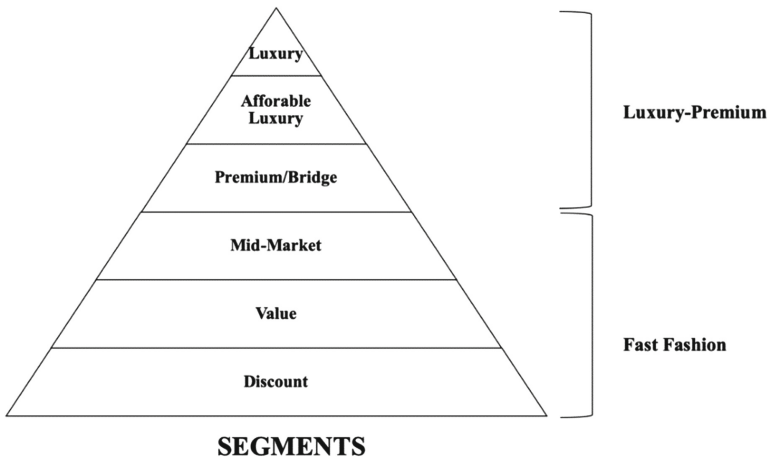 Luxury
Afforable
Luxury
Luxury-Premium
Premium/Bridge
Mid-Market
Value
Fast Fashion
Discount
SEGMENTS